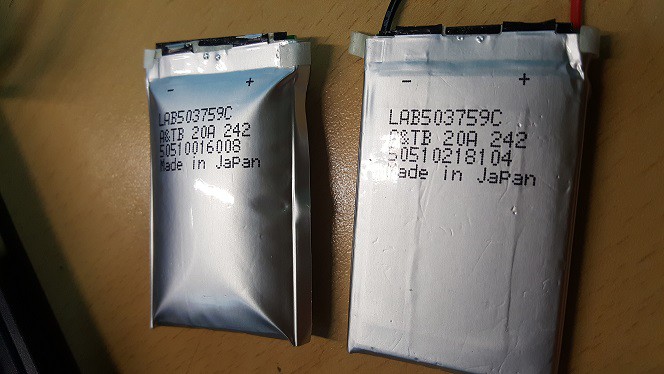 - +
LAB503759C
A&TB 20A 242
50510016008
Made in JaPan
- +
LAB503759C
A&TB 20A 242
50510218104
Made in JaPan